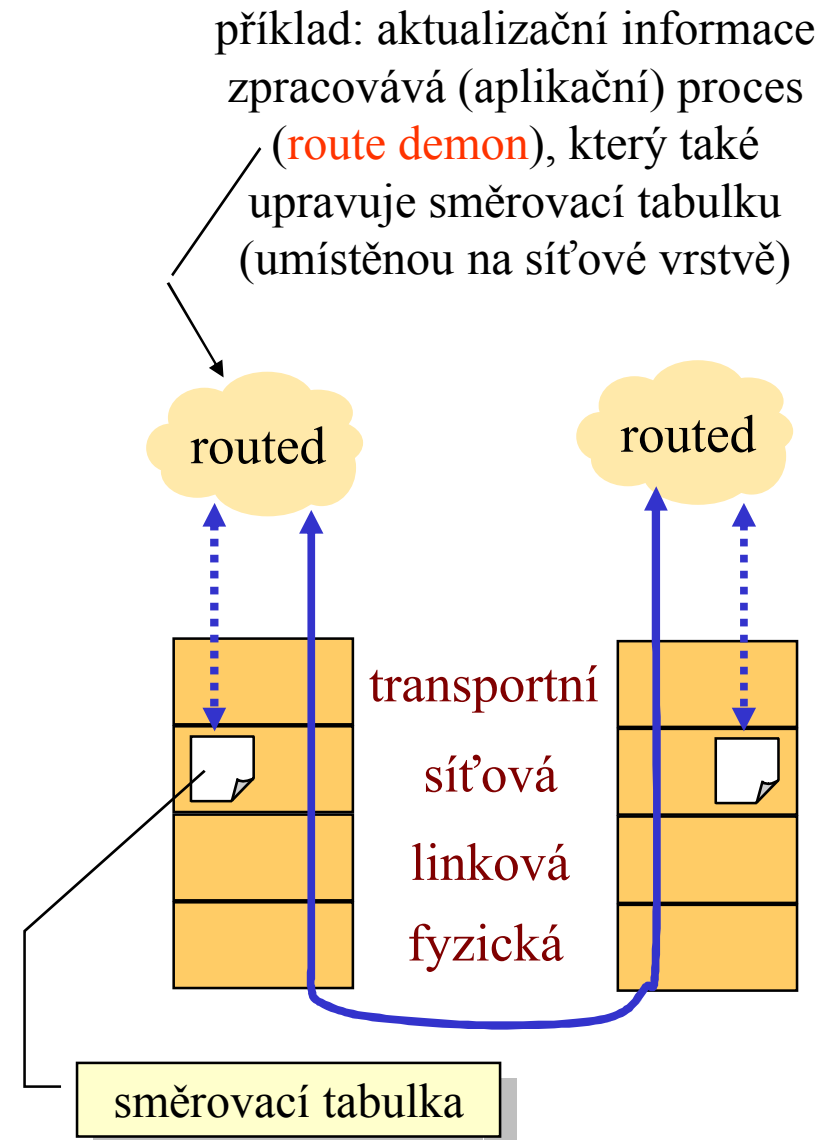 příklad: aktualizační informace
zpracovává (aplikační) proces
(route demon), který také
upravuje směrovací tabulku
(umístěnou na síťové vrstvě)
routed
routed
transportní
síťová
linková
fyzická
směrovací tabulka